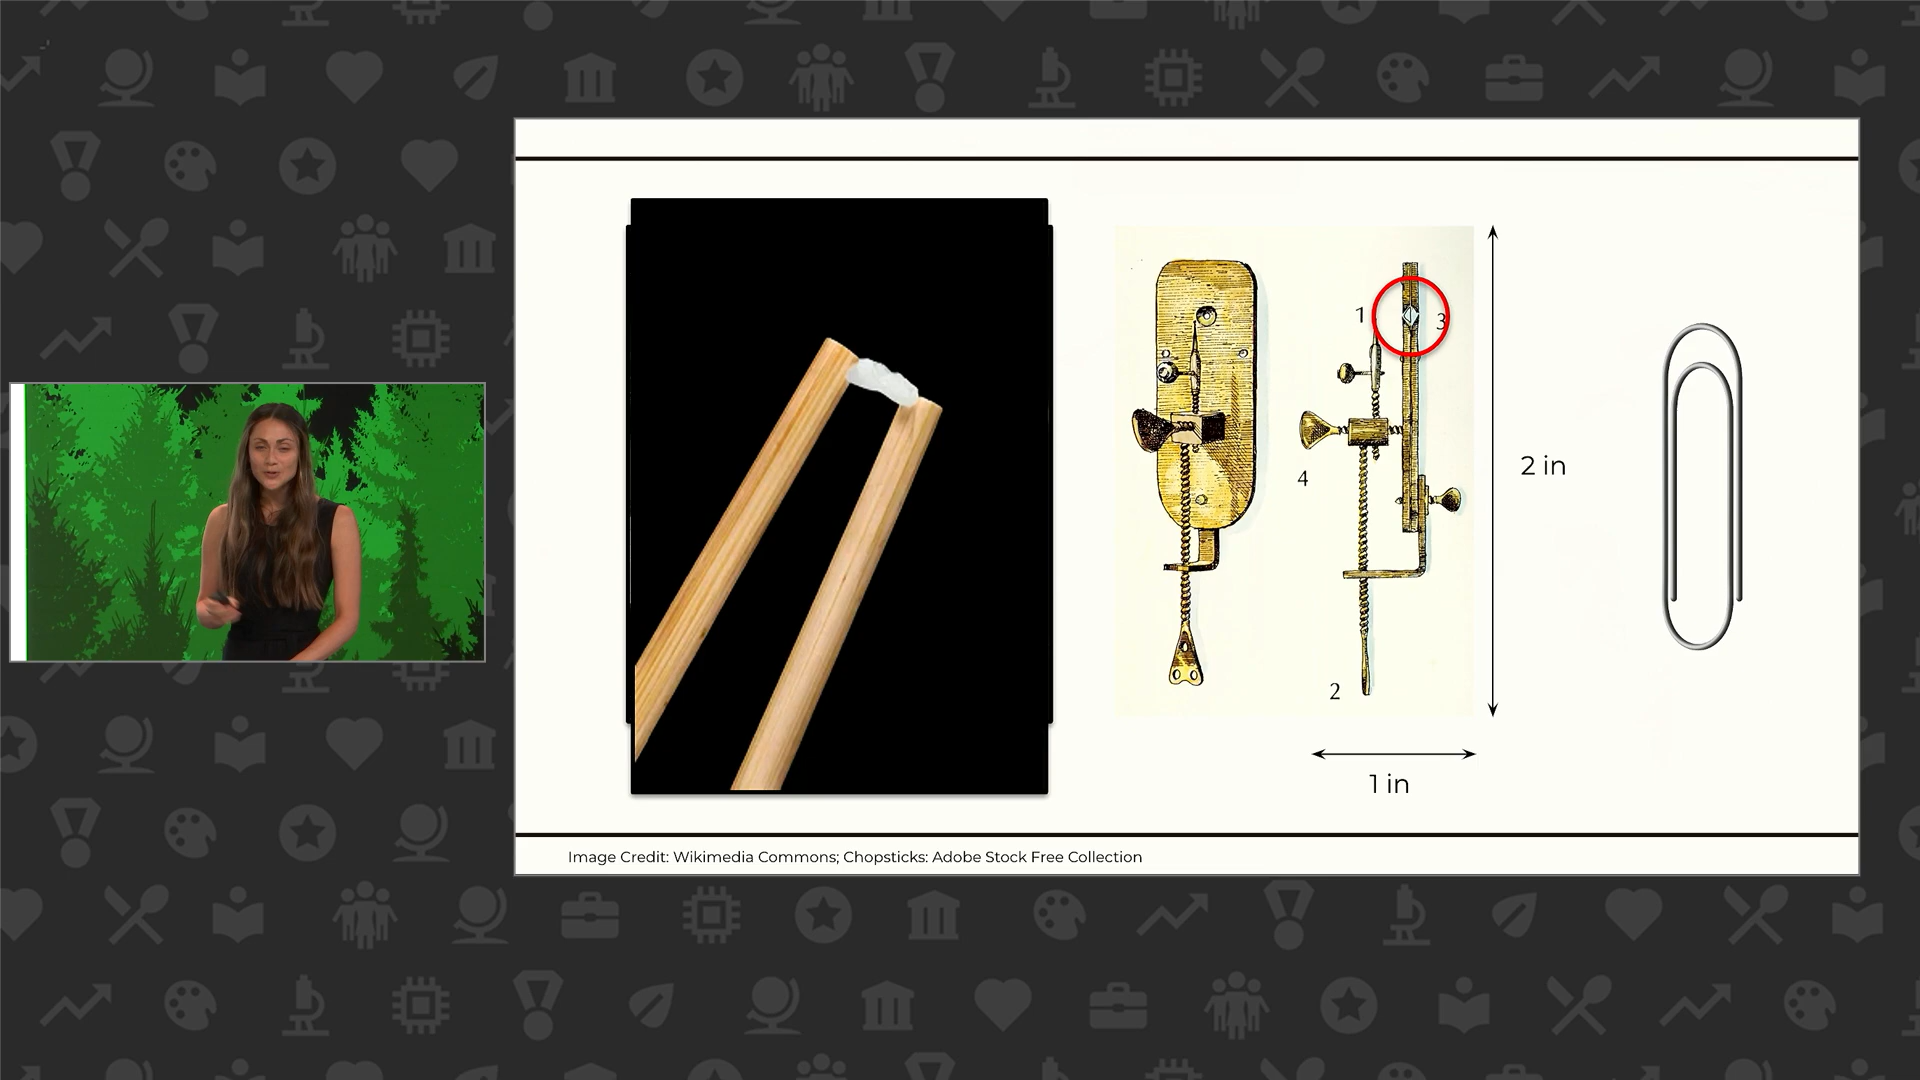 1
3
4
2
2 in
1 in
Image Credit: Wikimedia Commons; Chopsticks: Adobe Stock Free Collection